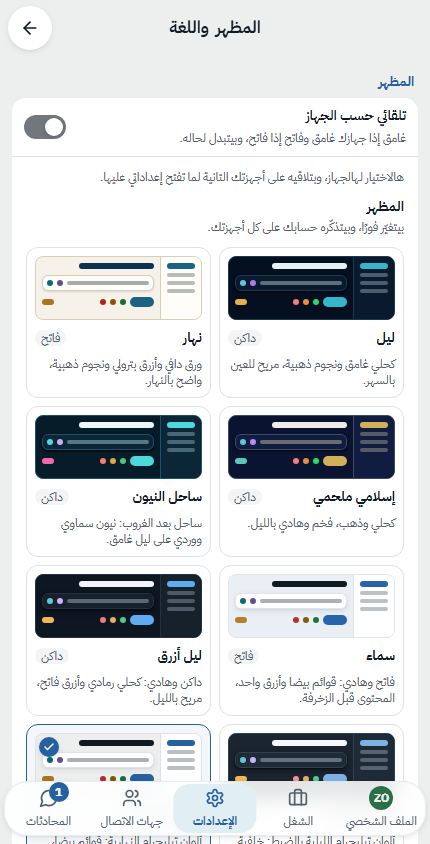 المظهر واللغة
المظهر
تلقائي حسب الجهاز
غامق إذا جهازك غامق وفاتح إذا فاتح، وبيتبدل لحاله.
هالاختيار لهالجهاز، وبتلاقيه على أجهزتك التانية لما تفتح إعداداتي عليها.
المظهر
بيتغيّر فورًا، وبيتذكّره حسابك على كل أجهزتك.
ليل
داكن
كحلي غامق ونجوم ذهبية، مريح للعين
بالسهر.
نهار
فاتح
ورق دافي وأزرق بترولي ونجوم ذهبية،
واضح بالنهار.
إسلامي ملحمي
داكن
كحلي وذهب، فخم وهادي بالليل.
ساحل النيون
داكن
ساحل بعد الغروب: نيون سماوي
ووردي على ليل غامق.
سماء
فاتح
فاتح وهادي: قوائم بيضا وأزرق واحد،
المحتوى قبل الزخرفة.
ليل أزرق
داكن
داكن وهادي: كحلي رمادي وأزرق فاتح،
مريح بالليل.
ZO
الملف الشخصي
الشغل
الإعدادات
جهات الاتصال
1
المحادثات